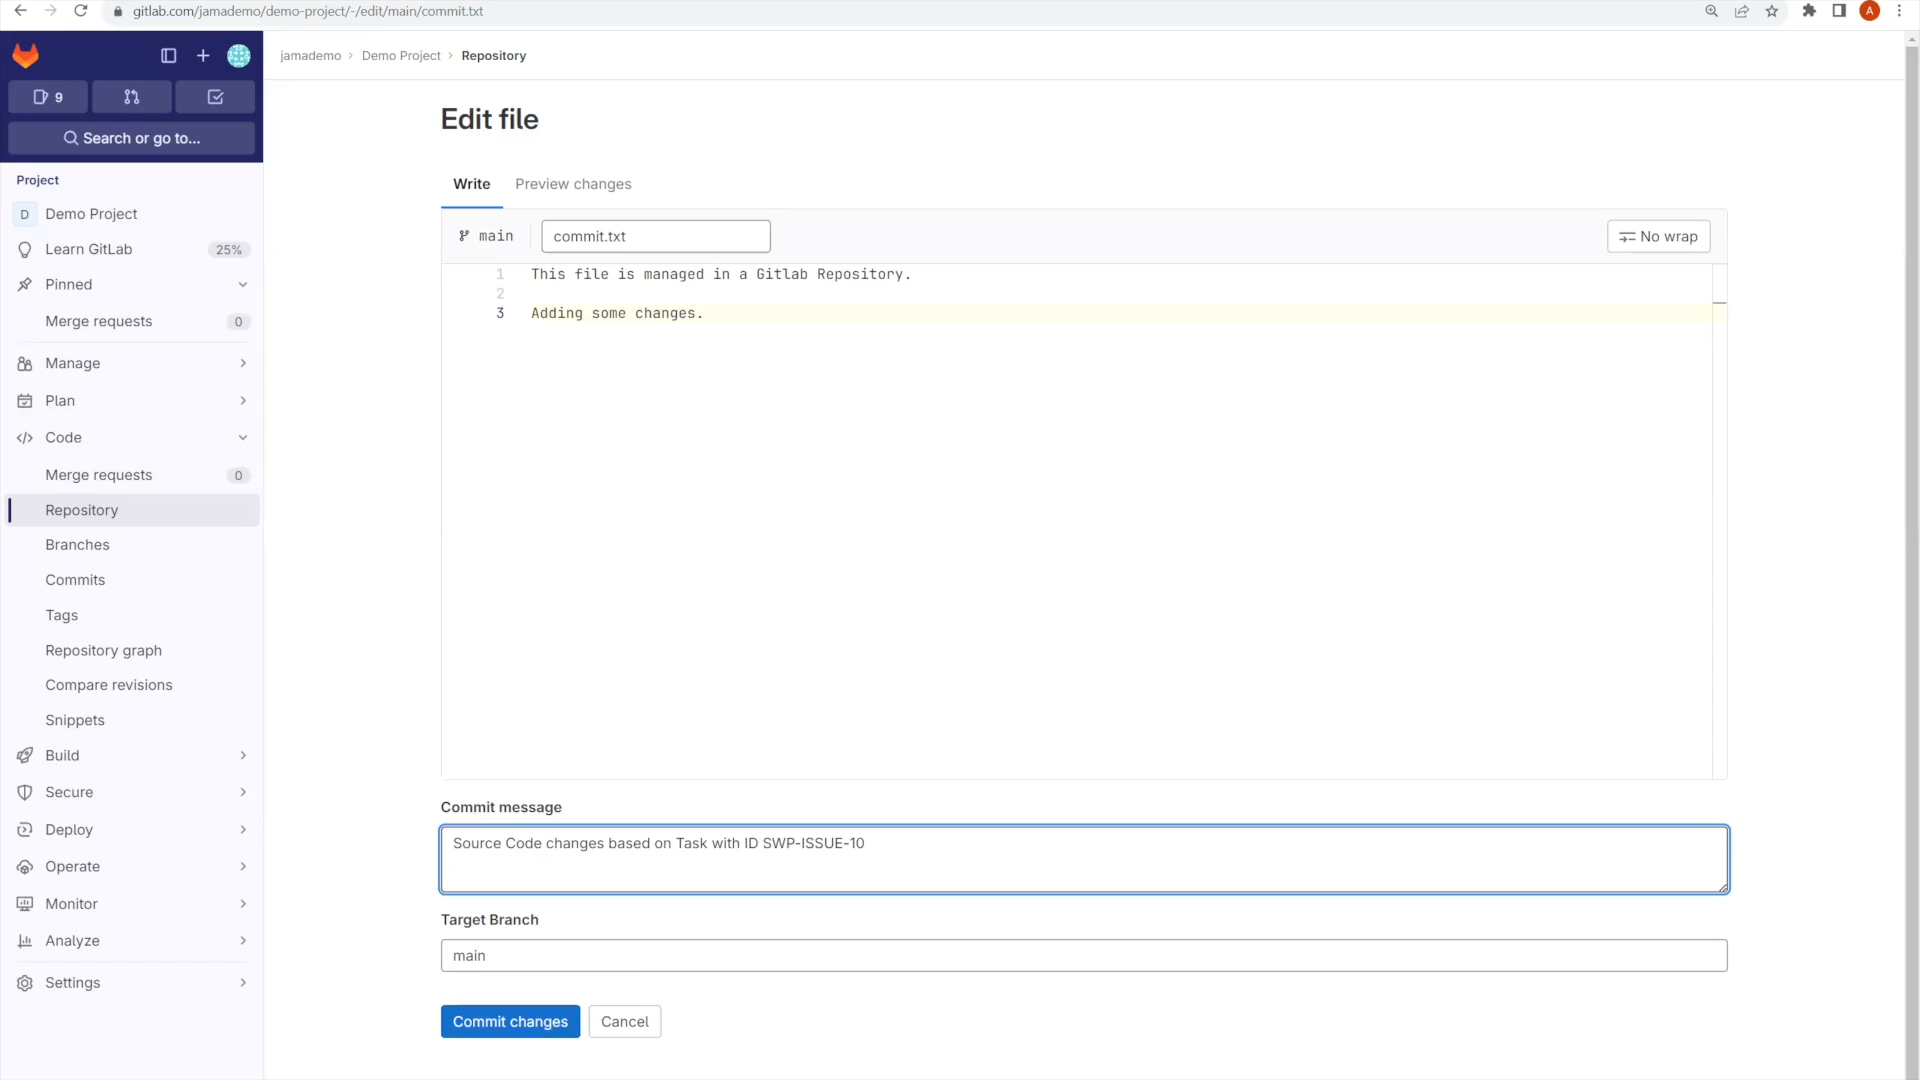 gitlab.com/jamademo/demo-project/-/edit/main/commit.txt
A
9
Search or go to...
Project
D Demo Project
Learn GitLab 25%
Pinned
Merge requests 0
Manage
Plan
Code
Merge requests 0
Repository
Branches
Commits
Tags
Repository graph
Compare revisions
Snippets
Build
Secure
Deploy
Operate
Monitor
Analyze
Settings
jamademo › Demo Project › Repository
Edit file
Write Preview changes
main commit.txt No wrap
1 This file is managed in a Gitlab Repository.
2
3 Adding some changes.
Commit message
Source Code changes based on Task with ID SWP-ISSUE-10
Target Branch
main
Commit changes Cancel